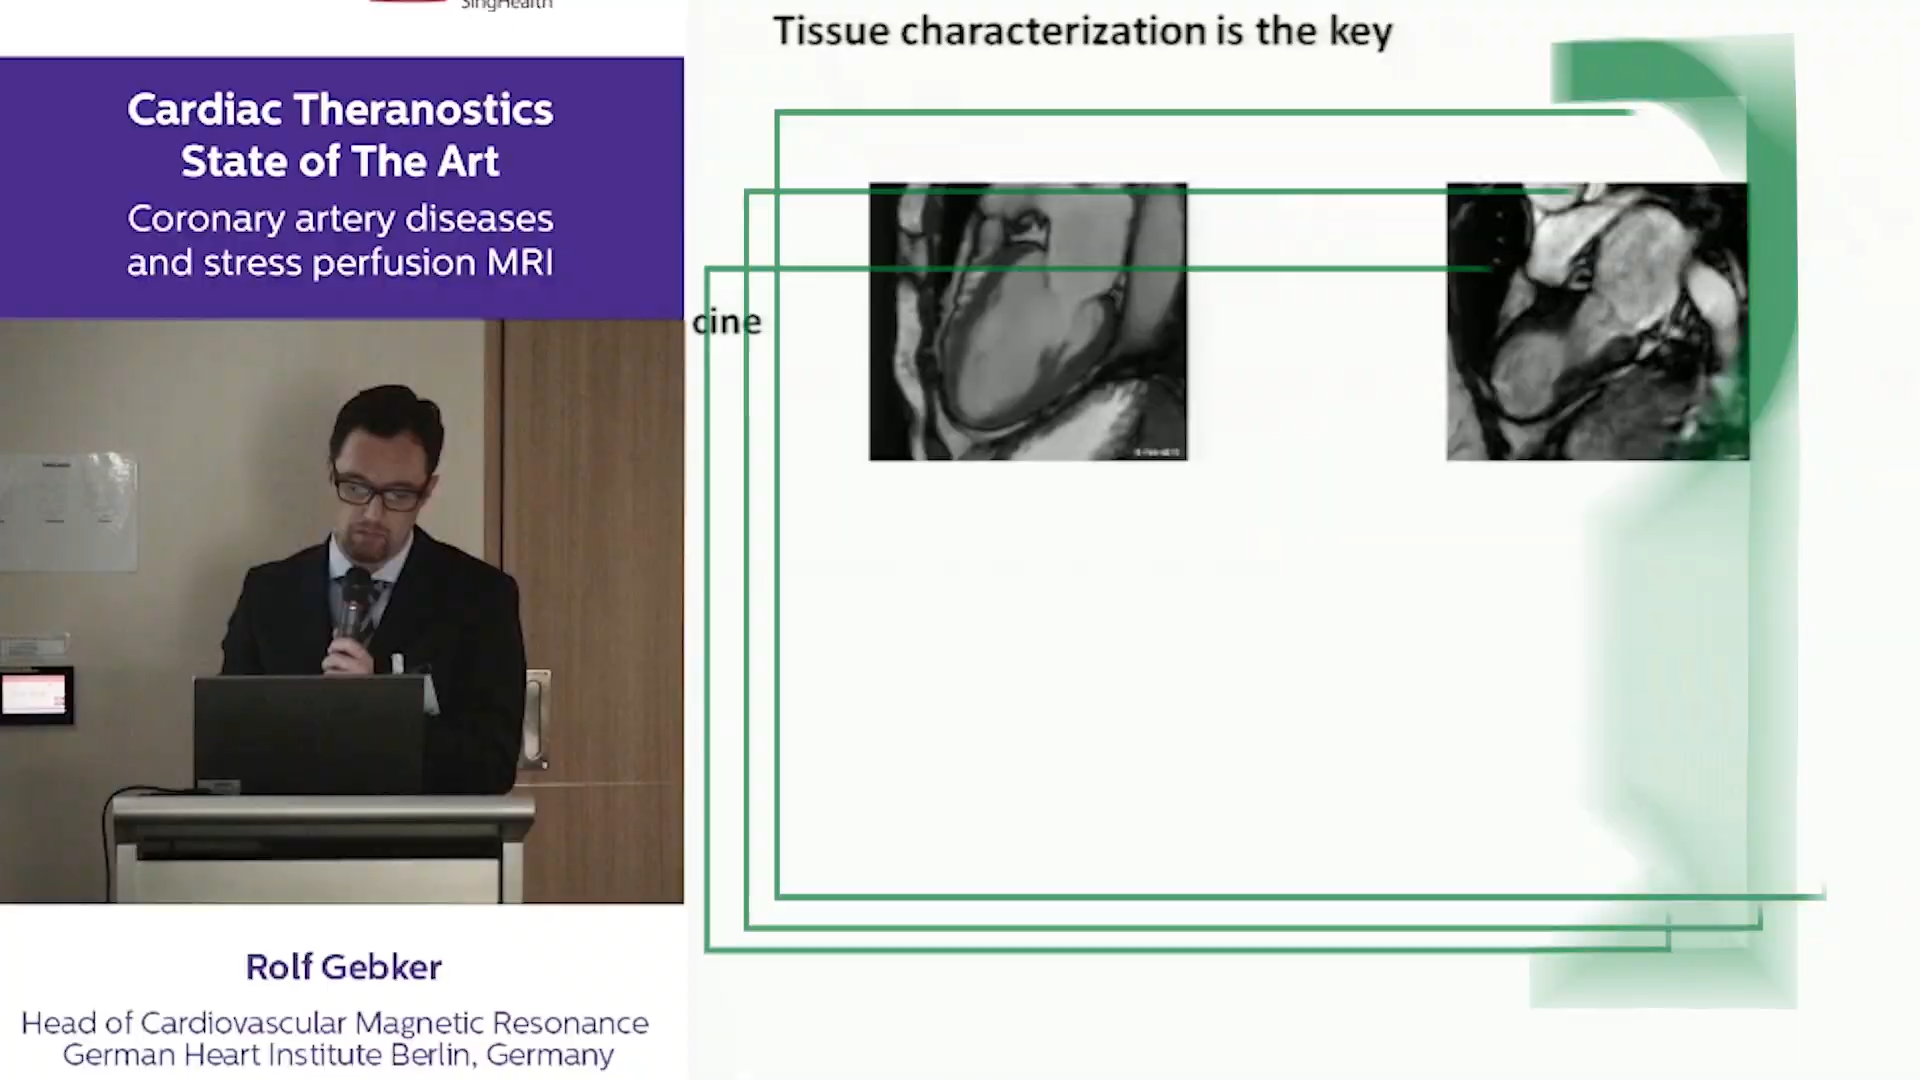 SingHealth
Cardiac Theranostics
State of The Art
Coronary artery diseases
and stress perfusion MRI
Rolf Gebker
Head of Cardiovascular Magnetic Resonance
German Heart Institute Berlin, Germany
Tissue characterization is the key
cine